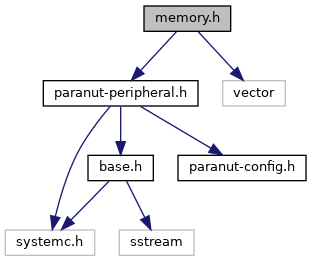 memory.h
paranut-peripheral.h
vector
base.h
paranut-config.h
systemc.h
sstream